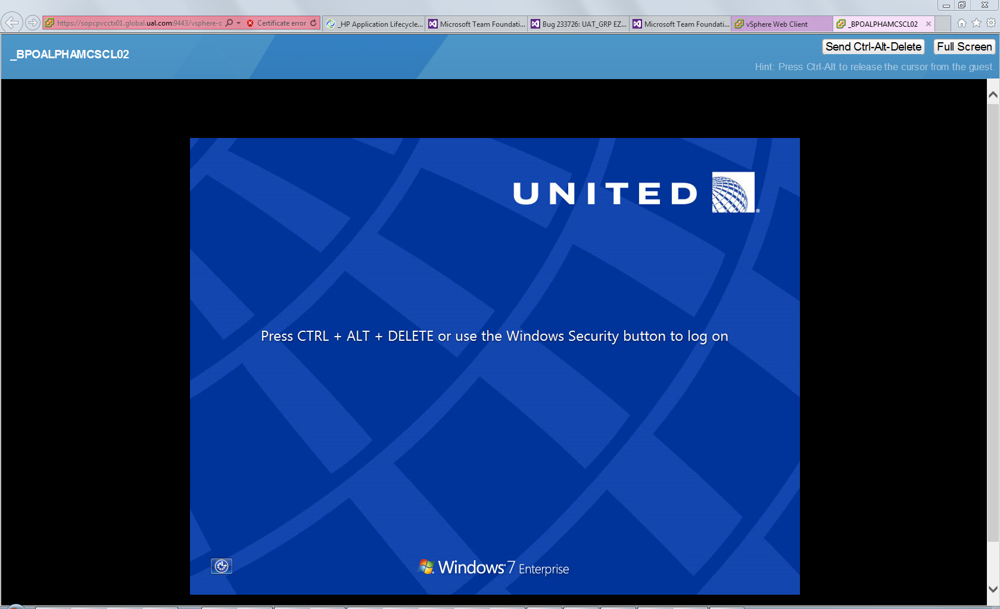 https://sopcpvcctx01.global.ual.com:9443/vsphere-c
Certificate error
_HP Application Lifecycle...
Microsoft Team Foundati...
Bug 233726: UAT_GRP EZ...
Microsoft Team Foundati...
vSphere Web Client
_BPOALPHAMCSCL02
_BPOALPHAMCSCL02
Send Ctrl-Alt-Delete
Full Screen
Hint: Press Ctrl-Alt to release the cursor from the guest.
UNITED
Press CTRL + ALT + DELETE or use the Windows Security button to log on
Windows 7 Enterprise